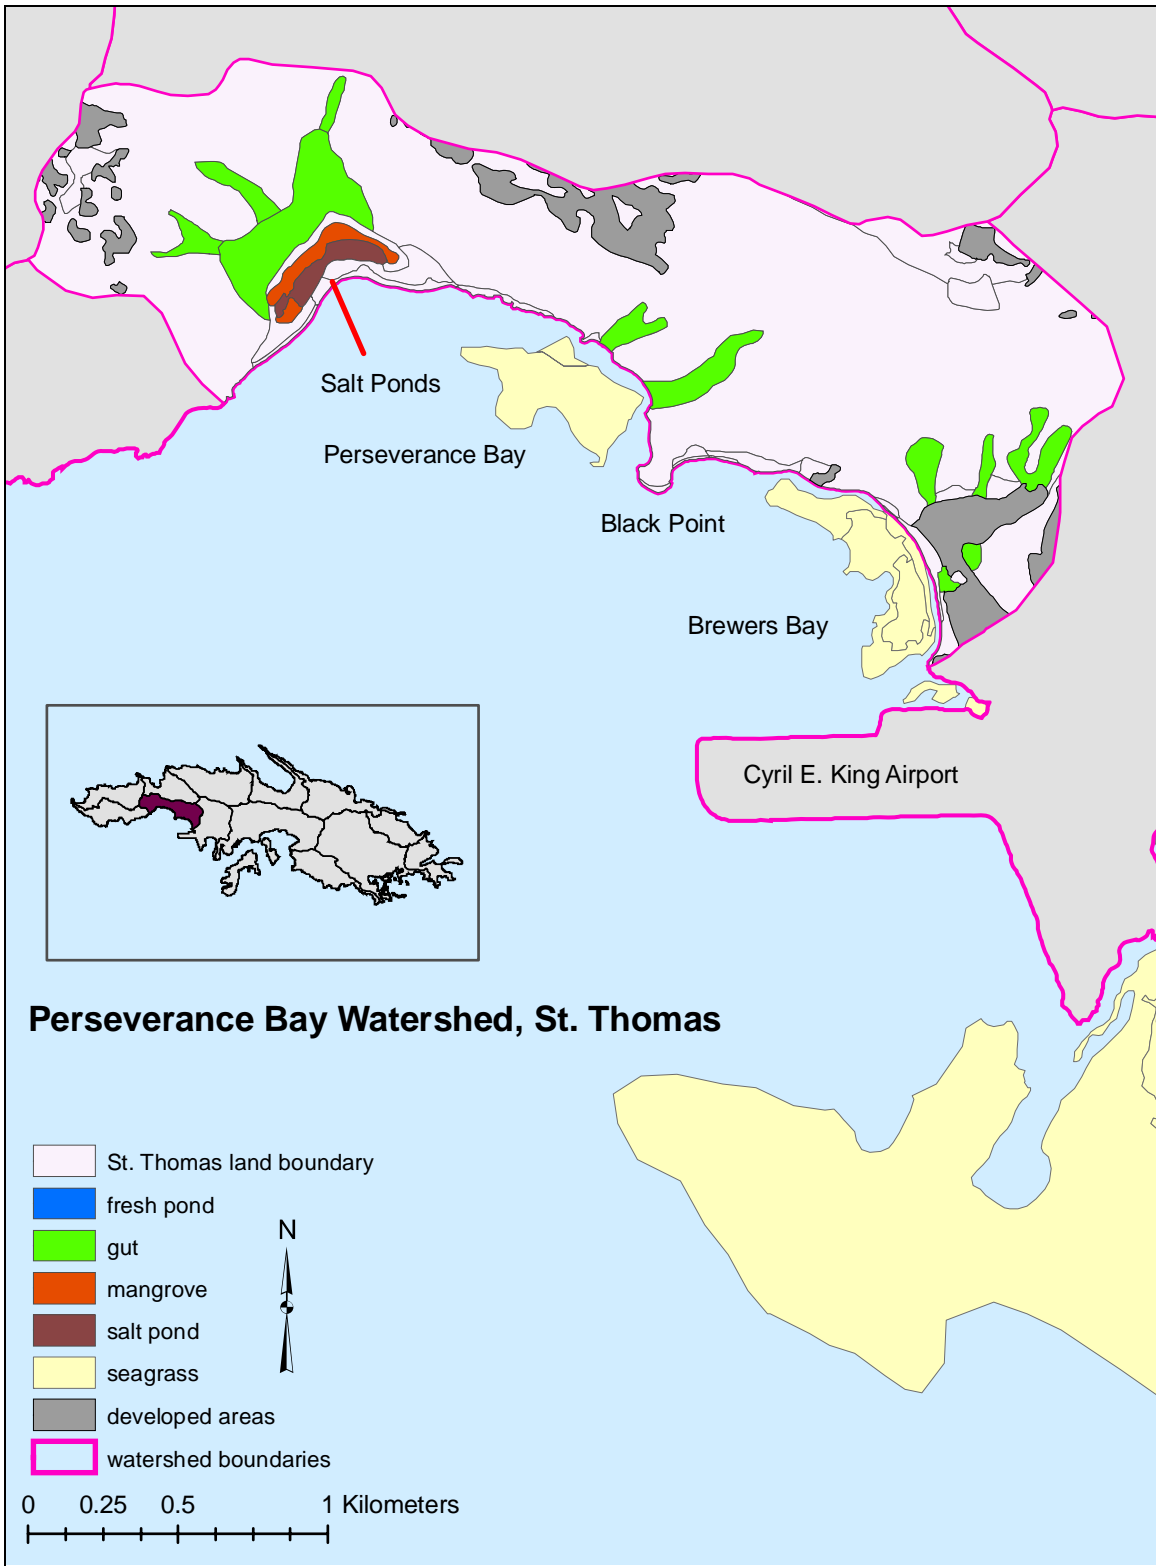 Salt Ponds
Perseverance Bay
Black Point
Brewers Bay
Cyril E. King Airport
Perseverance Bay Watershed, St. Thomas
St. Thomas land boundary
fresh pond
gut
mangrove
salt pond
seagrass
developed areas
watershed boundaries
N
0 0.25 0.5 1 Kilometers